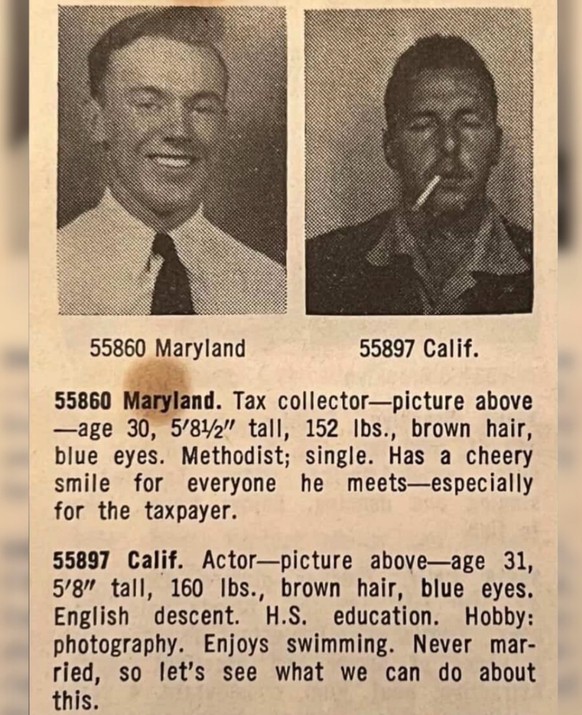 55860 Maryland
55897 Calif.
55860 Maryland. Tax collector—picture above
—age 30, 5′8½″ tall, 152 lbs., brown hair,
blue eyes. Methodist; single. Has a cheery
smile for everyone he meets—especially
for the taxpayer.
55897 Calif. Actor—picture above—age 31,
5′8″ tall, 160 lbs., brown hair, blue eyes.
English descent. H.S. education. Hobby:
photography. Enjoys swimming. Never mar-
ried, so let's see what we can do about
this.